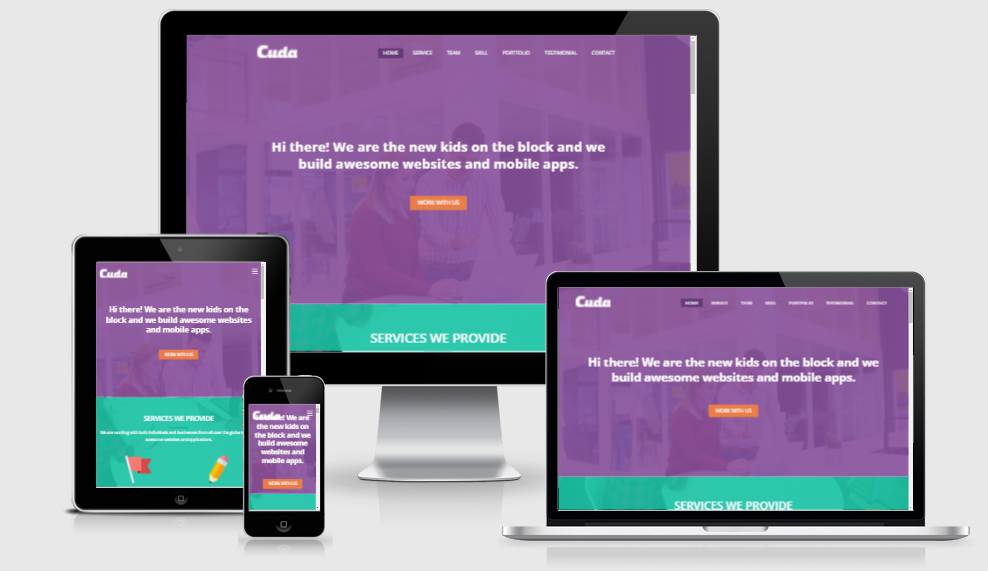 Cuda
HOME SERVICE TEAM SKILL PORTFOLIO TESTIMONIAL CONTACT
Hi there! We are the new kids on the block and we
build awesome websites and mobile apps.
WORK WITH US
SERVICES WE PROVIDE
Cuda
Hi there! We are the new kids on the
block and we build awesome websites
and mobile apps.
WORK WITH US
SERVICES WE PROVIDE
We are working with both individuals and businesses from all over the globe
awesome websites and applications.
Cuda
We are
the new kids on
the block and we
build awesome
websites and
mobile apps.
WORK WITH US
Cuda
HOME SERVICE TEAM SKILL PORTFOLIO TESTIMONIAL CONTACT
Hi there! We are the new kids on the block and we
build awesome websites and mobile apps.
WORK WITH US
SERVICES WE PROVIDE